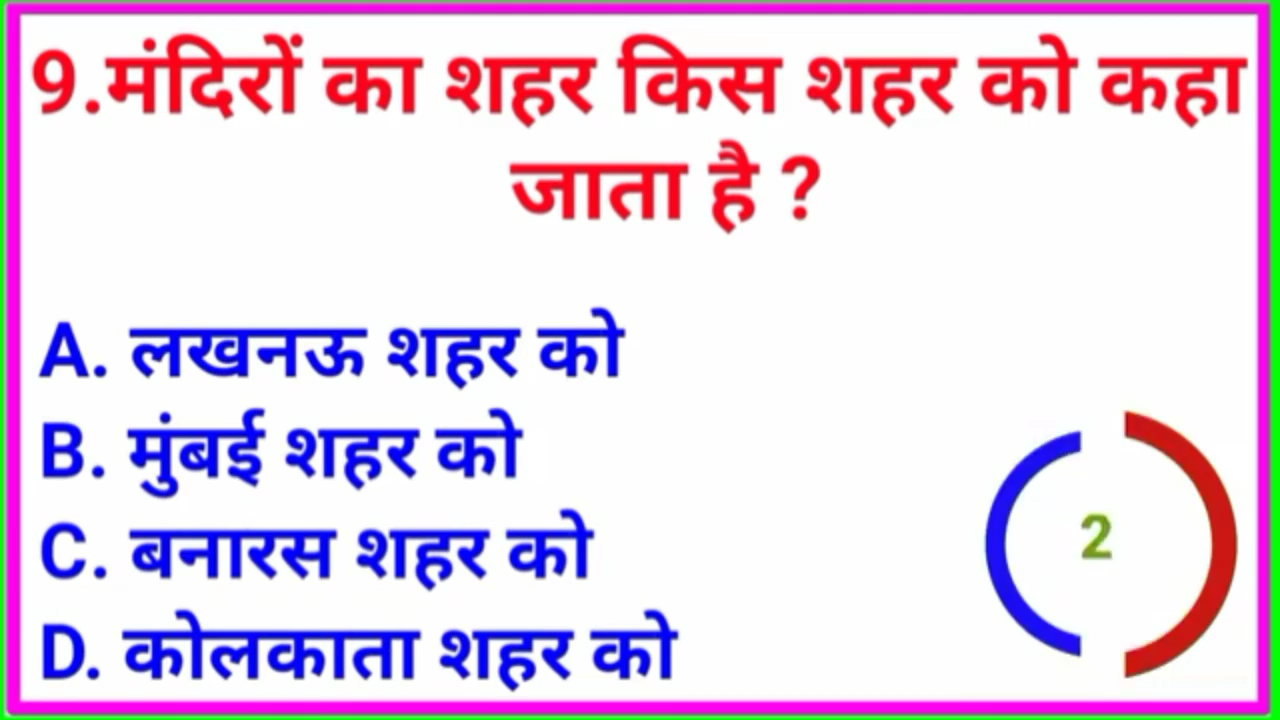 9.मंदिरों का शहर किस शहर को कहा
जाता है ?
A. लखनऊ शहर को
B. मुंबई शहर को
C. बनारस शहर को
2
D. कोलकाता शहर को